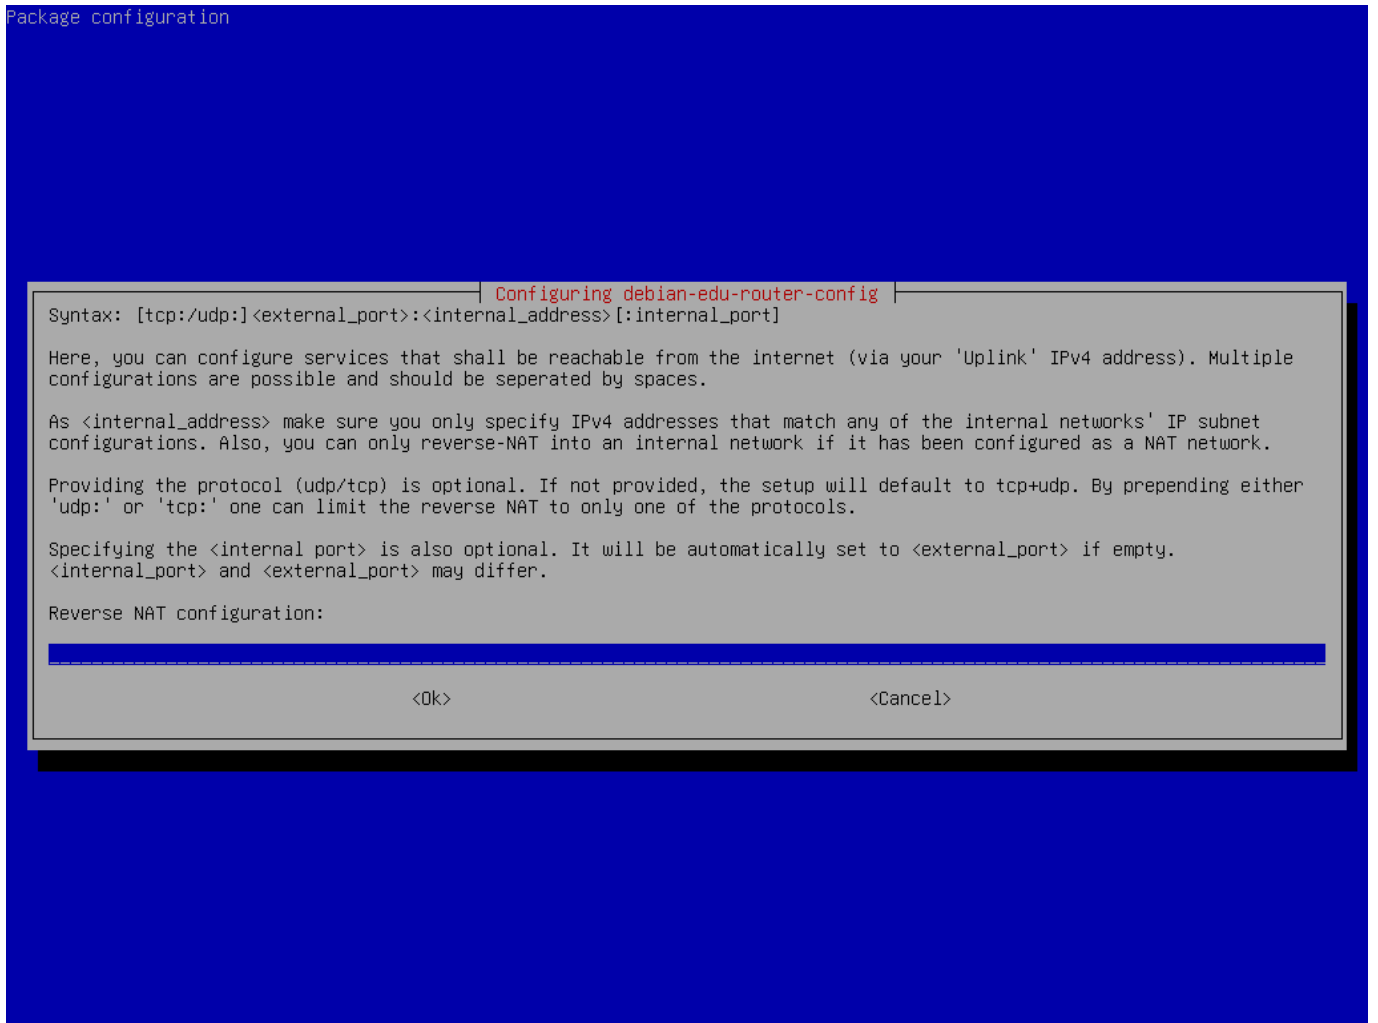 Package configuration
Configuring debian-edu-router-config
Syntax: [tcp:/udp:]<external_port>:<internal_address>[:internal_port]
Here, you can configure services that shall be reachable from the internet (via your 'Uplink' IPv4 address). Multiple
configurations are possible and should be seperated by spaces.
As <internal_address> make sure you only specify IPv4 addresses that match any of the internal networks' IP subnet
configurations. Also, you can only reverse-NAT into an internal network if it has been configured as a NAT network.
Providing the protocol (udp/tcp) is optional. If not provided, the setup will default to tcp+udp. By prepending either
'udp:' or 'tcp:' one can limit the reverse NAT to only one of the protocols.
Specifying the <internal port> is also optional. It will be automatically set to <external_port> if empty.
<internal_port> and <external_port> may differ.
Reverse NAT configuration:
<Ok> <Cancel>